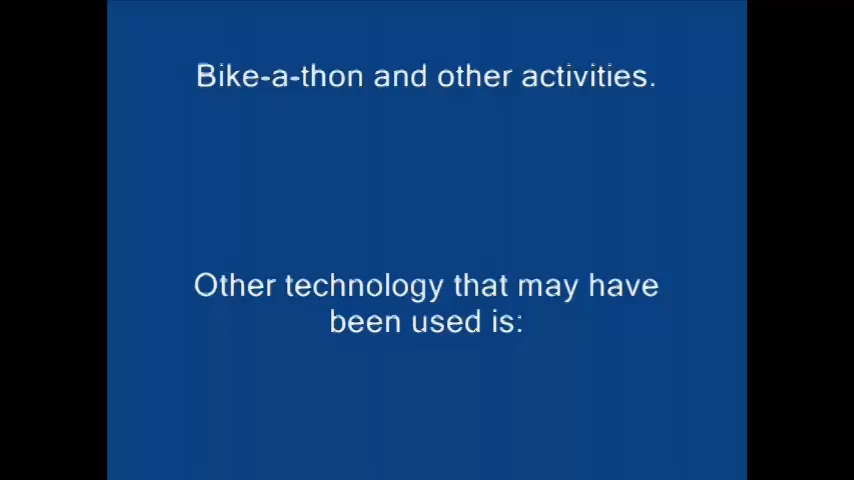 Bike-a-thon and other activities.
Other technology that may have
been used is: